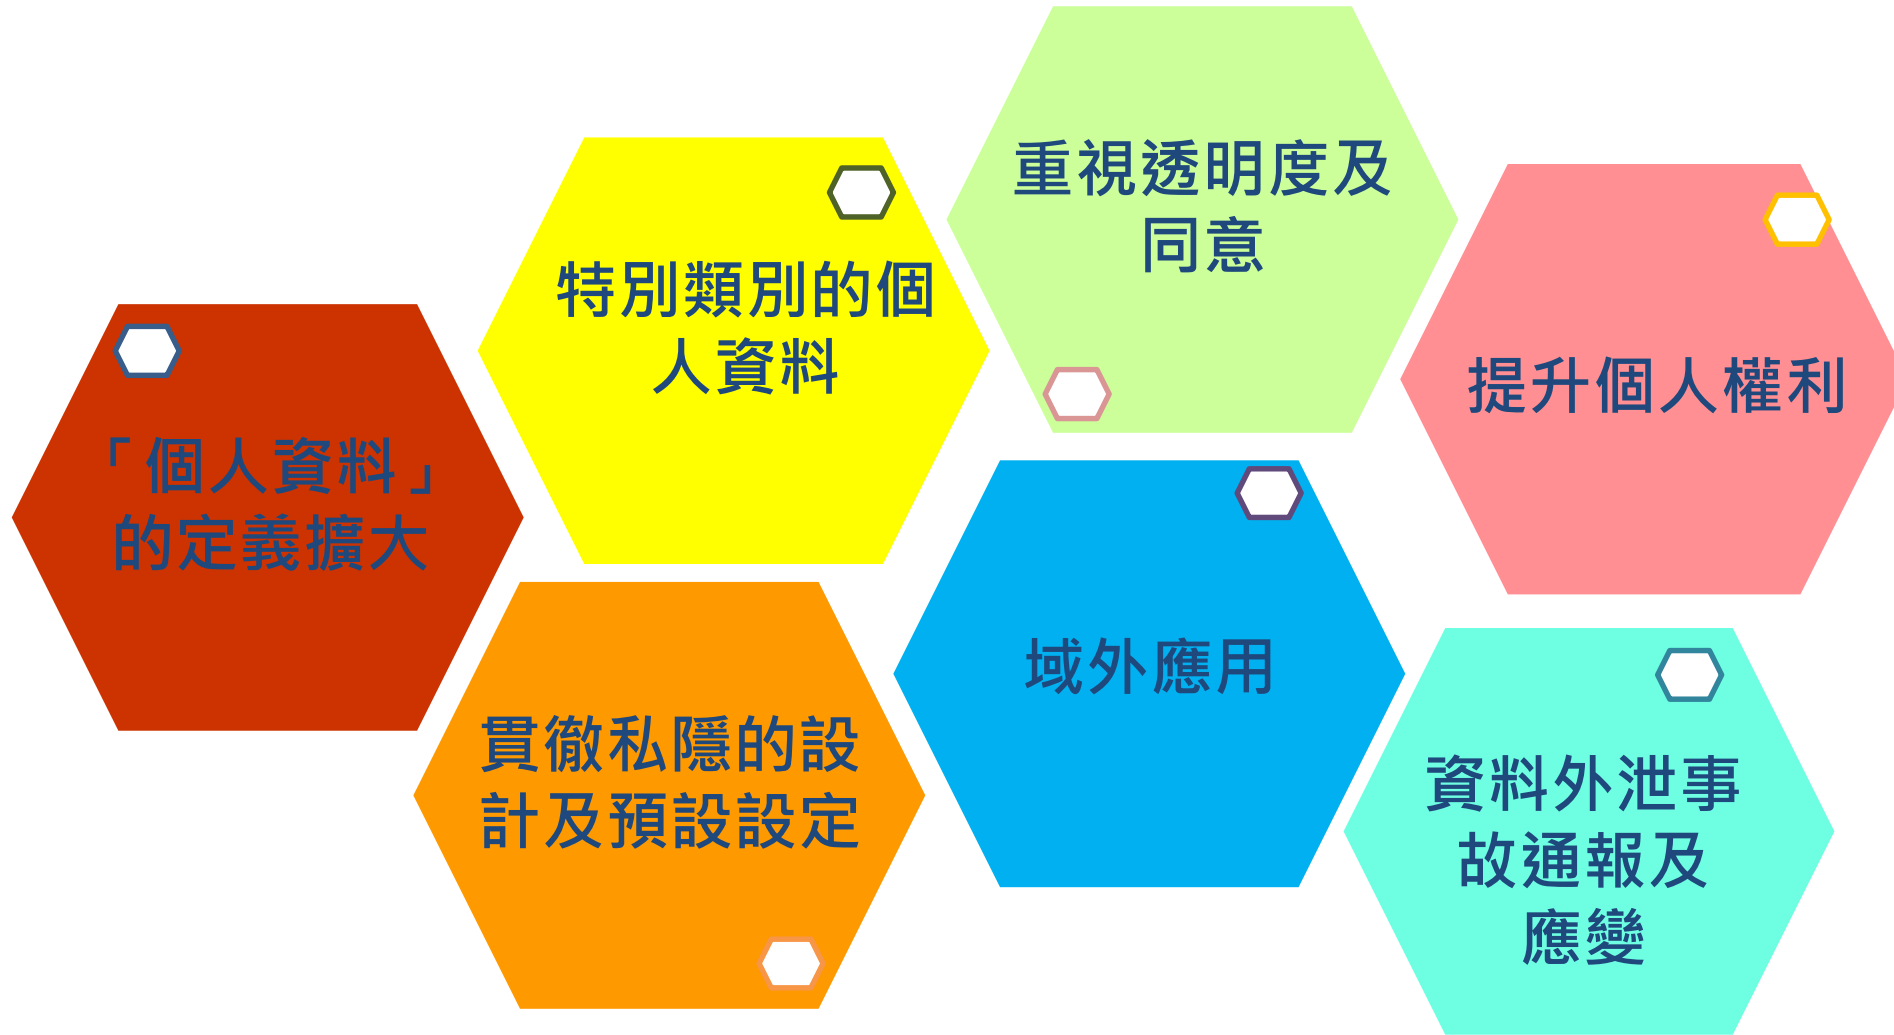 「個人資料」
的定義擴大
特別類別的個
人資料
重視透明度及
同意
提升個人權利
貫徹私隱的設
計及預設設定
域外應用
資料外泄事
故通報及
應變